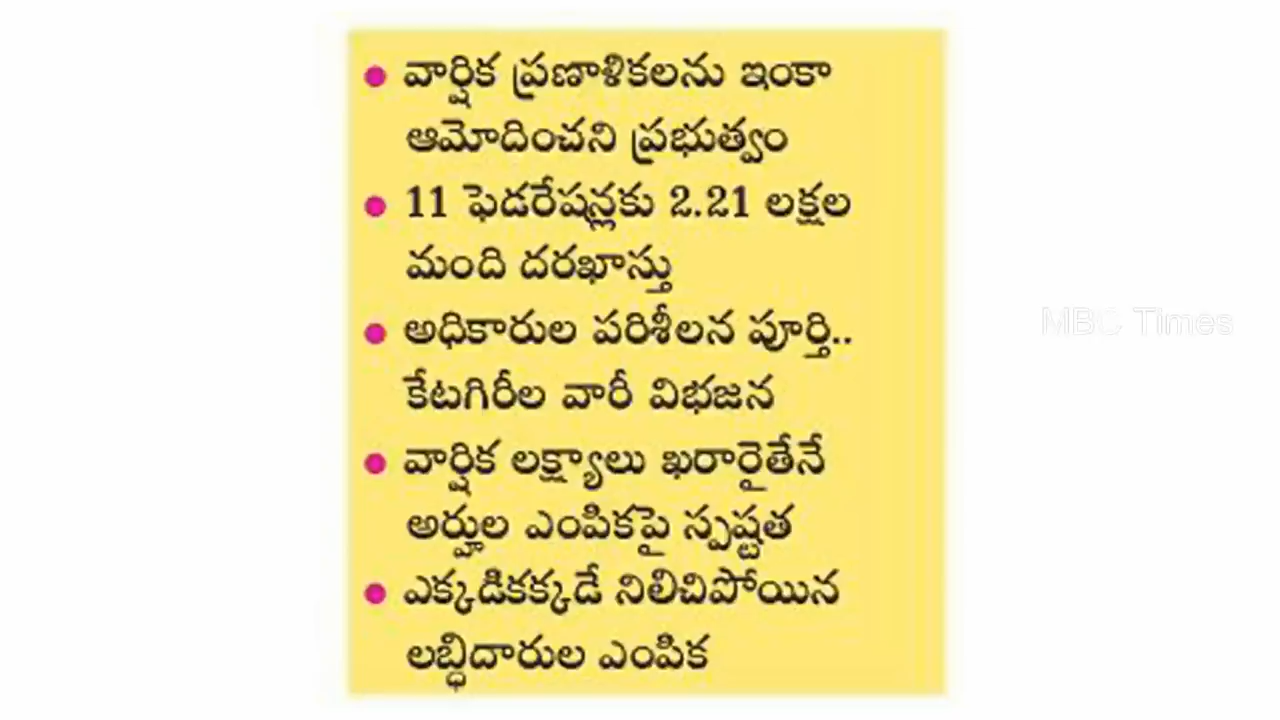 • వార్షిక ప్రణాళికలను ఇంకా
ఆమోదించని ప్రభుత్వం
• 11 ఫెడరేషన్లకు 2.21 లక్షల
మంది దరఖాస్తు
• అధికారుల పరిశీలన పూర్తి..
కేటగిరీల వారీ విభజన
• వార్షిక లక్ష్యాలు ఖరారైతేనే
అర్హుల ఎంపికపై స్పష్టత
• ఎక్కడికక్కడే నిలిచిపోయిన
లబ్ధిదారుల ఎంపిక
MBC Times